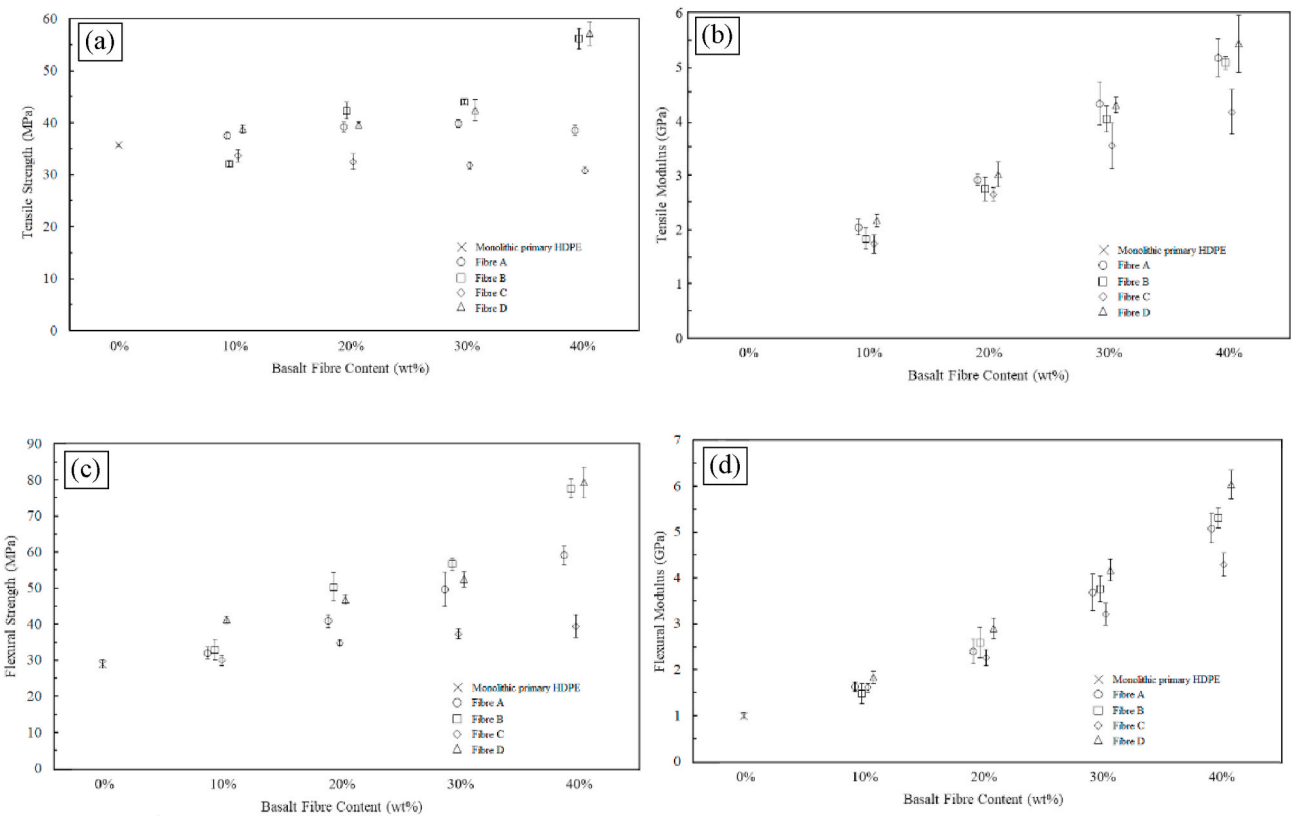 (a)
60
50
40
30
20
10
0
Tensile Strength (MPa)
Monolithic primary HDPE
Fibre A
Fibre B
Fibre C
Fibre D
0% 10% 20% 30% 40%
Basalt Fibre Content (wt%)
(b)
6
5
4
3
2
1
0
Tensile Modulus (GPa)
Monolithic primary HDPE
Fibre A
Fibre B
Fibre C
Fibre D
0% 10% 20% 30% 40%
Basalt Fibre Content (wt%)
(c)
90
80
70
60
50
40
30
20
10
0
Flexural Strength (MPa)
Monolithic primary HDPE
Fibre A
Fibre B
Fibre C
Fibre D
0% 10% 20% 30% 40%
Basalt Fibre Content (wt%)
(d)
7
6
5
4
3
2
1
0
Flexural Modulus (GPa)
Monolithic primary HDPE
Fibre A
Fibre B
Fibre C
Fibre D
0% 10% 20% 30% 40%
Basalt Fibre Content (wt%)